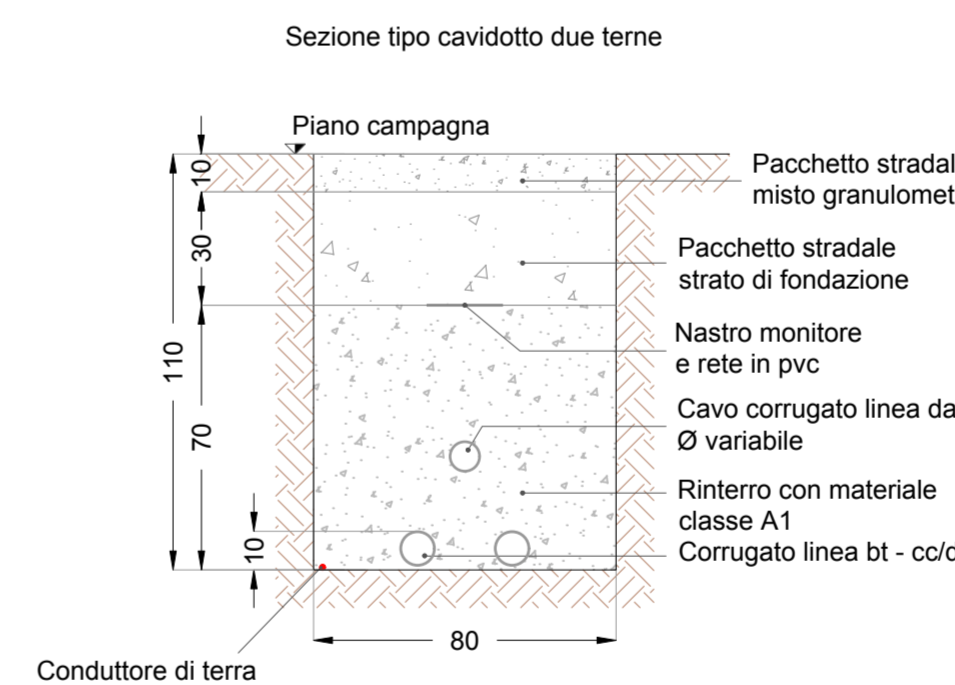 Sezione tipo cavidotto due terne
Piano campagna
10
30
110
70
10
80
Pacchetto stradal
misto granulomet
Pacchetto stradale
strato di fondazione
Nastro monitore
e rete in pvc
Cavo corrugato linea da
Ø variabile
Rinterro con materiale
classe A1
Corrugato linea bt - cc/d
Conduttore di terra